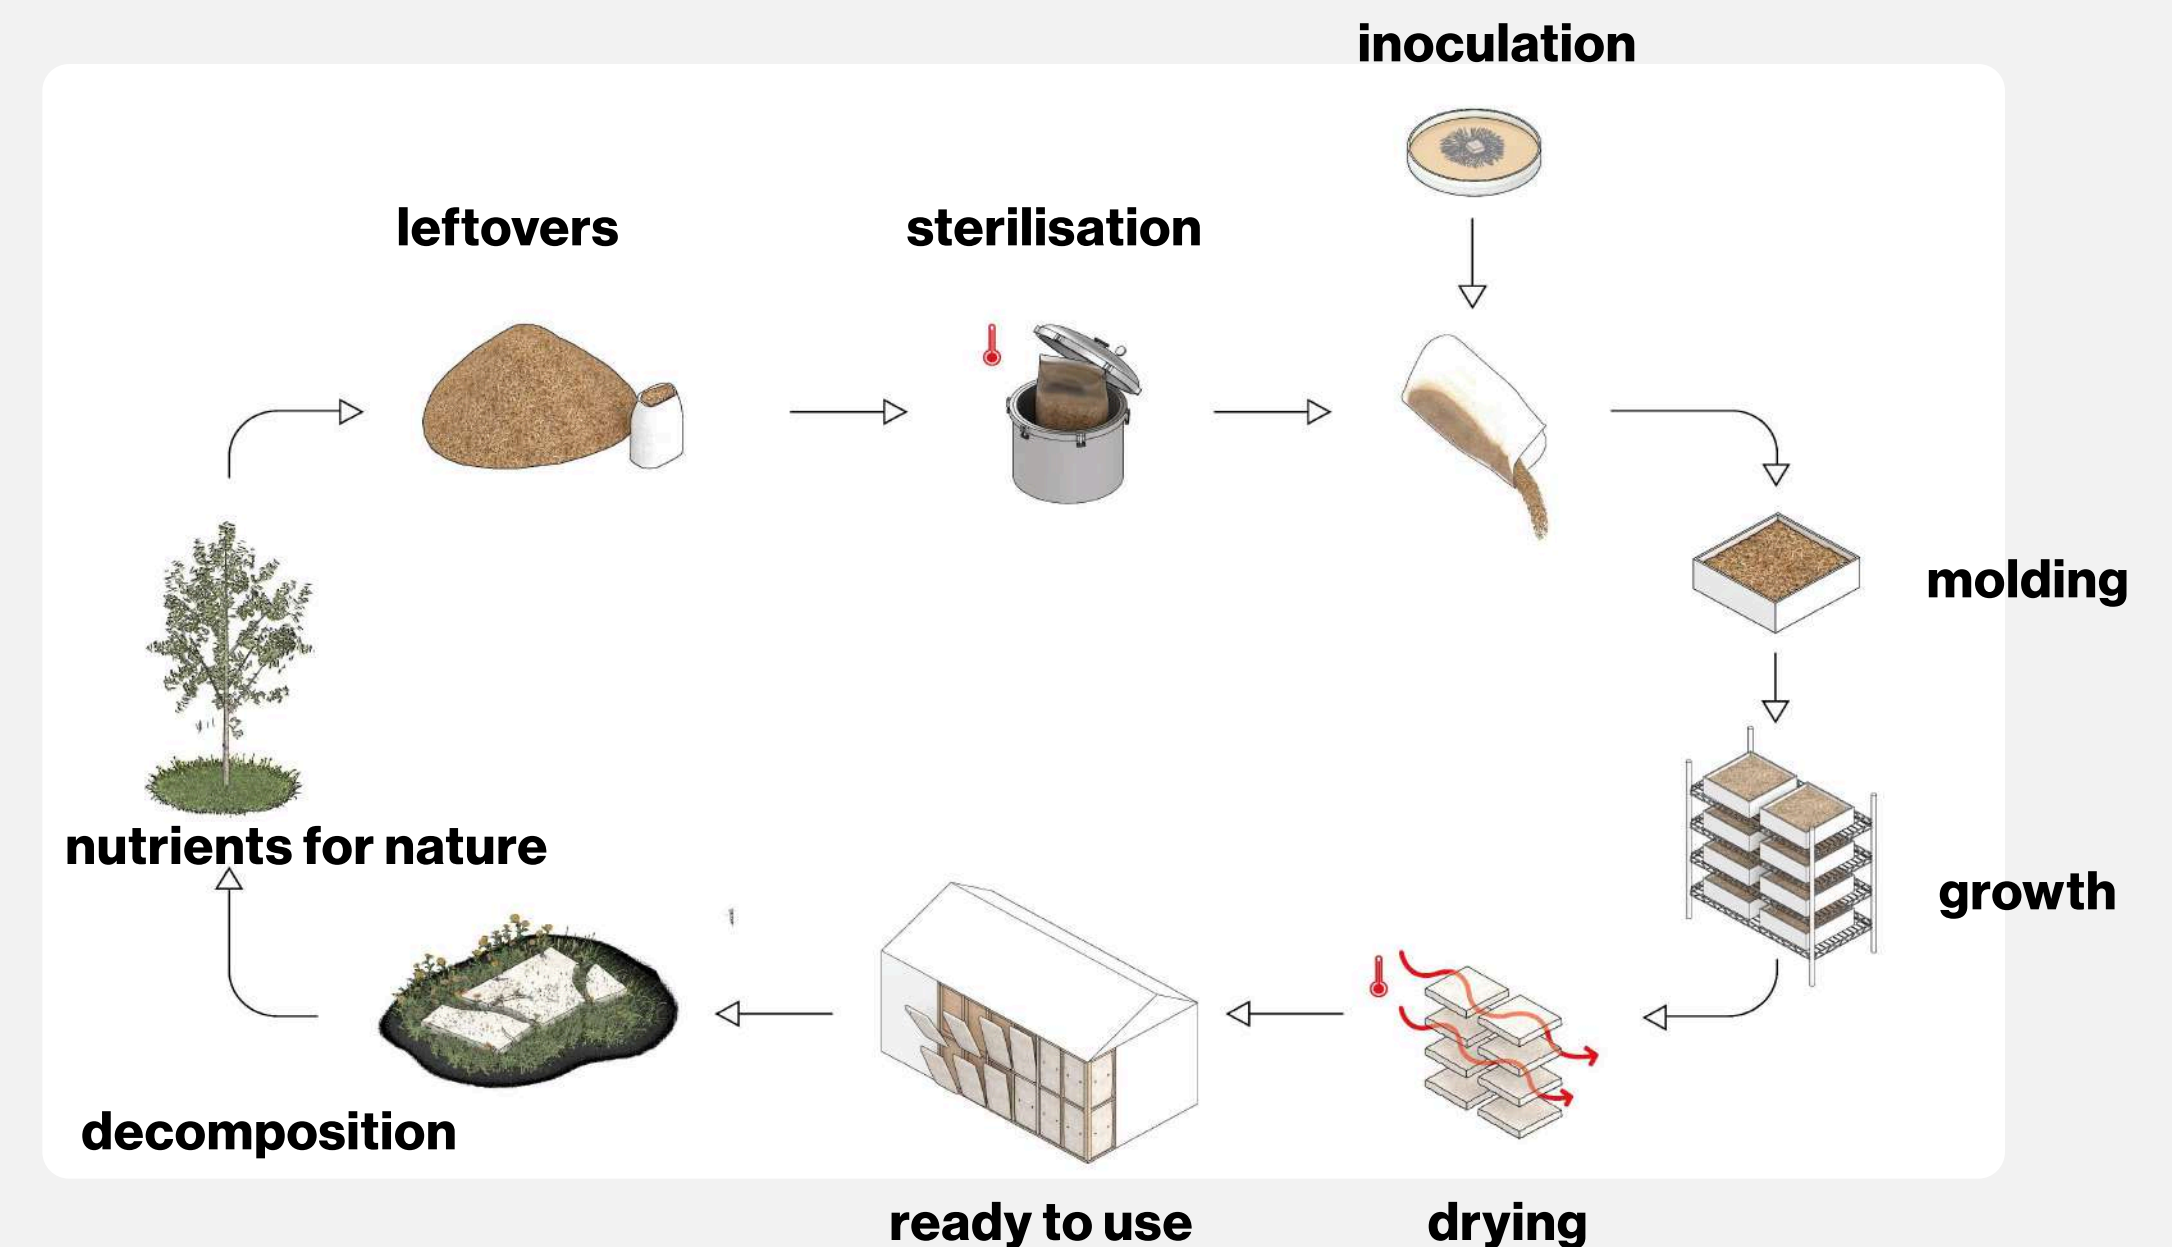 inoculation
leftovers
sterilisation
molding
nutrients for nature
growth
decomposition
ready to use
drying